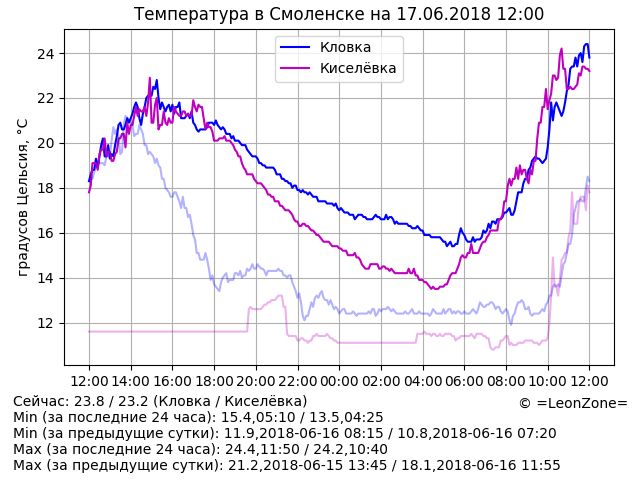 Температура в Смоленске на 17.06.2018 12:00
Кловка
Киселёвка
градусов Цельсия, °C
24
22
20
18
16
14
12
12:00 14:00 16:00 18:00 20:00 22:00 00:00 02:00 04:00 06:00 08:00 10:00 12:00
Сейчас: 23.8 / 23.2 (Кловка / Киселёвка)
© =LeonZone=
Min (за последние 24 часа): 15.4,05:10 / 13.5,04:25
Min (за предыдущие сутки): 11.9,2018-06-16 08:15 / 10.8,2018-06-16 07:20
Max (за последние 24 часа): 24.4,11:50 / 24.2,10:40
Max (за предыдущие сутки): 21.2,2018-06-15 13:45 / 18.1,2018-06-16 11:55